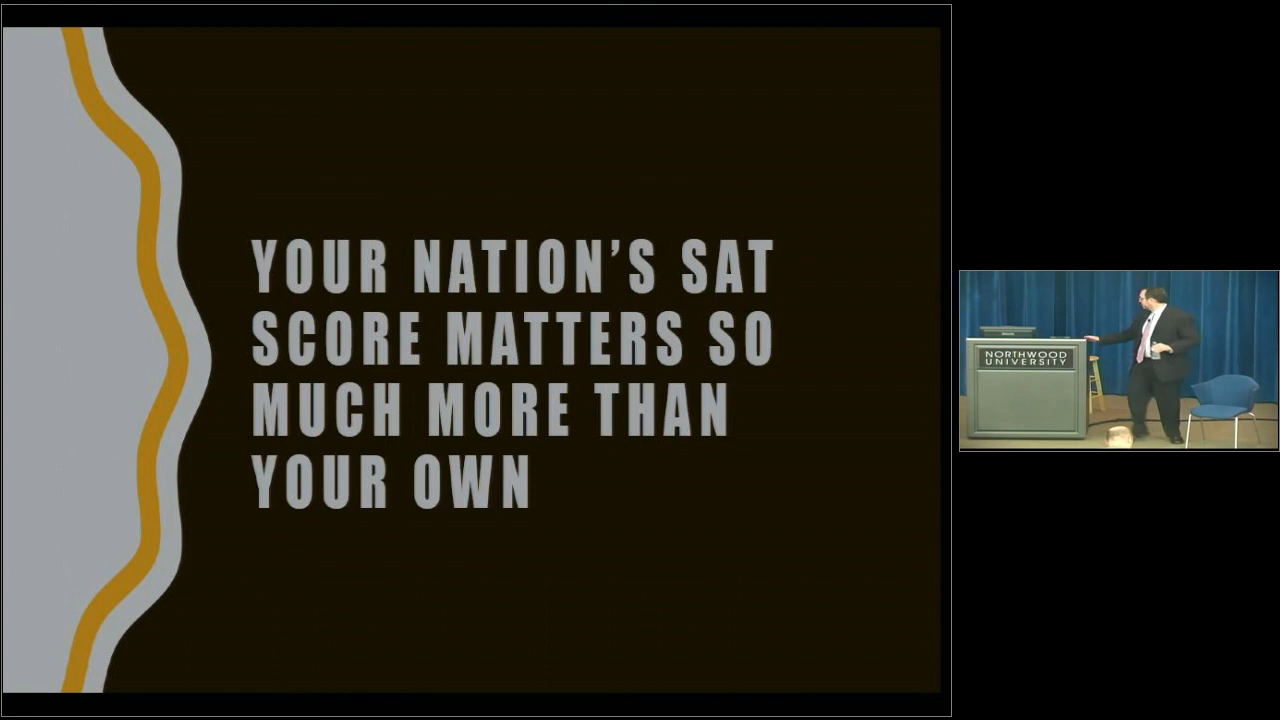 YOUR NATION’S SAT
SCORE MATTERS SO
MUCH MORE THAN
YOUR OWN
NORTHWOOD
UNIVERSITY